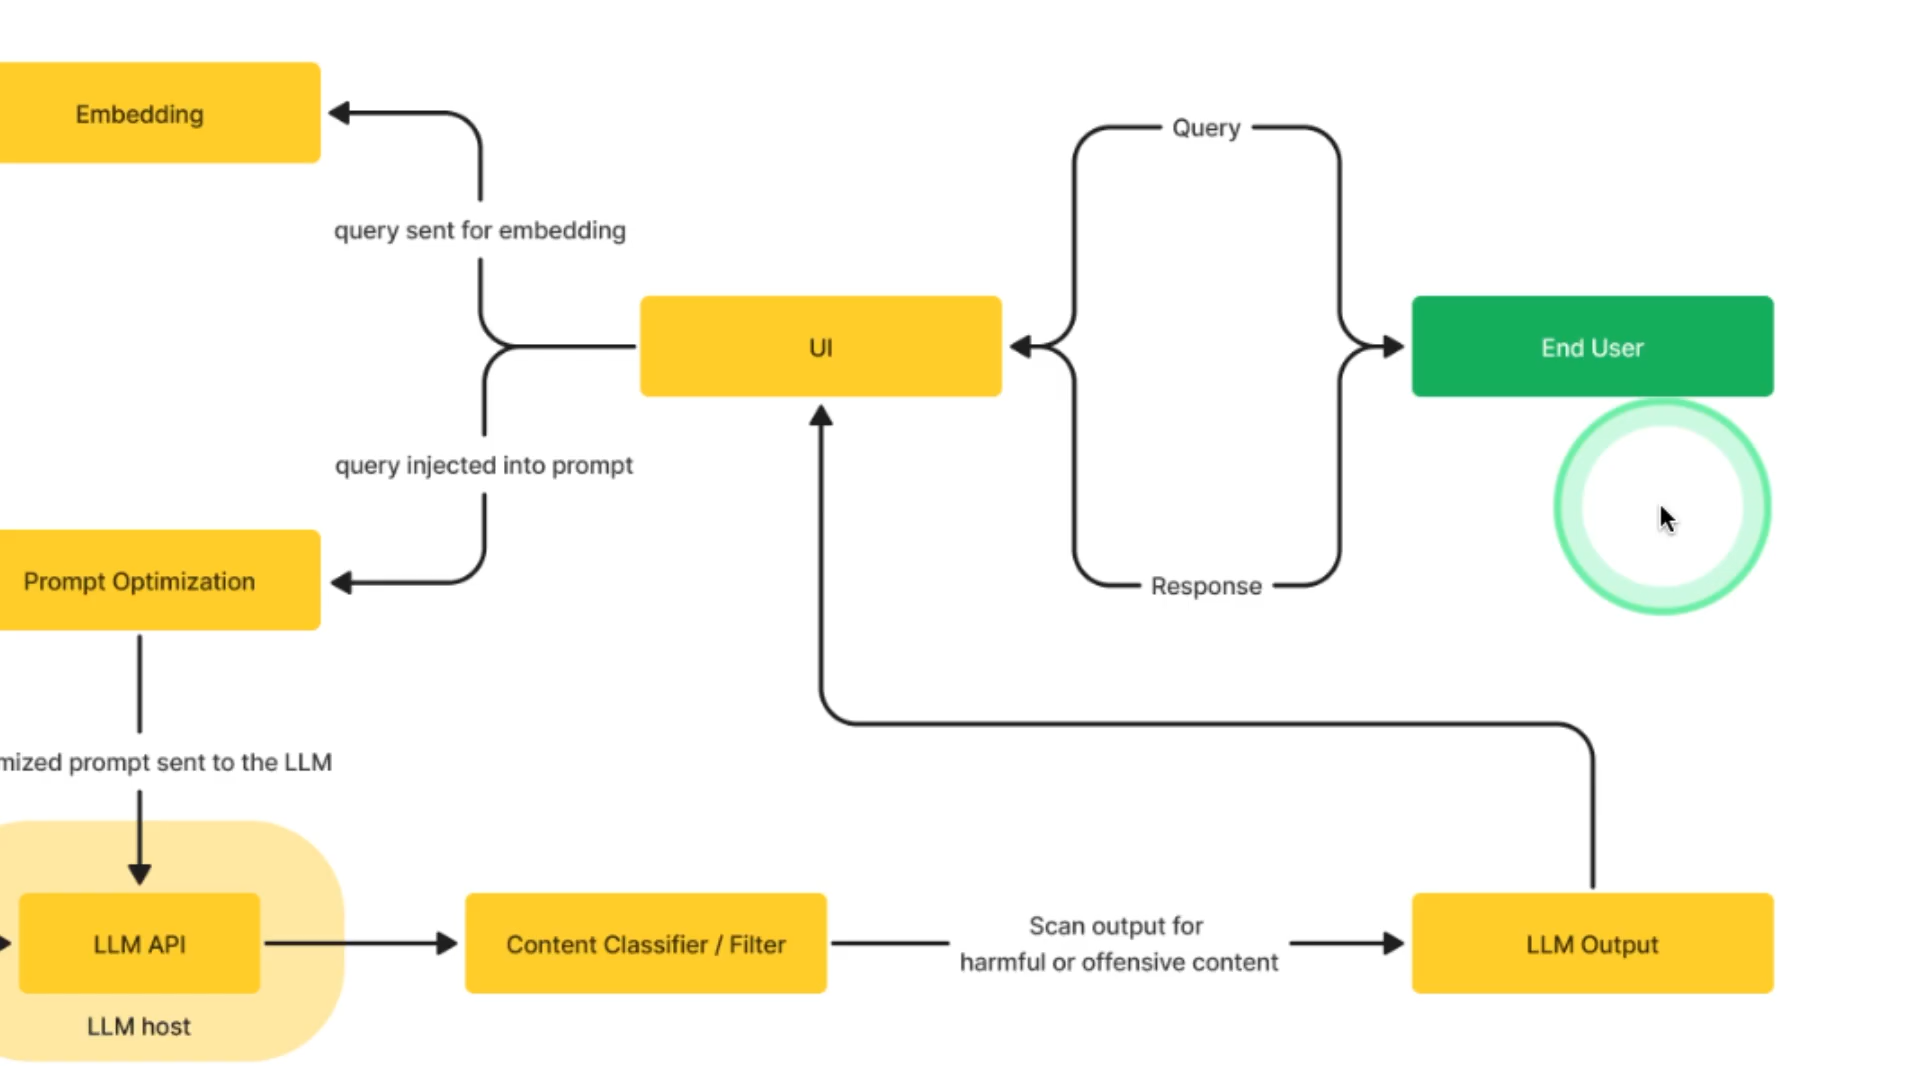 Embedding
Query
query sent for embedding
UI
End User
query injected into prompt
Prompt Optimization
Response
prompt sent to the LLM
LLM API
Content Classifier / Filter
Scan output for
harmful or offensive content
LLM Output
LLM host